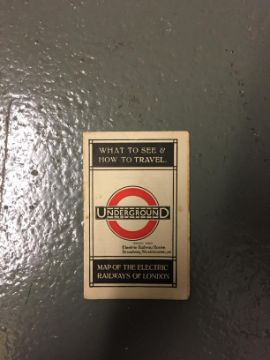 WHAT TO SEE &
HOW TO TRAVEL.
UNDERGROUND
Electric Railway House,
Broadway, Westminster,
MAP OF THE ELECTRIC
RAILWAYS OF LONDON